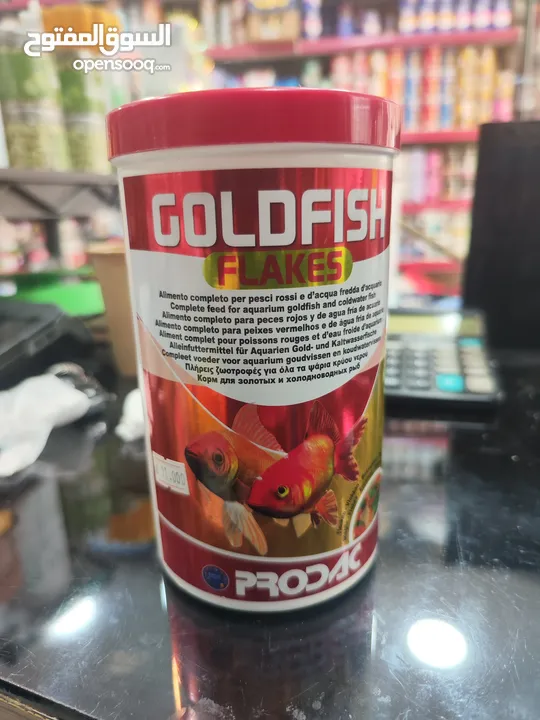 السوق المفتوح
opensooq.com
GOLDFISH
FLAKES
Alimento completo per pesci rossi e d'acqua fredda d'acquario
Complete feed for aquarium goldfish and coldwater fish
Alimento completo para peces rojos y de agua fria de acuario
Alimento completo para peixes vermelhos e de água fria de aquário
Aliment complet pour poissons rouges et d'eau froide d'aquarium
Alleinfuttermittel für Aquarien Gold- und Kaltwasserfische
Compleet voeder voor aquarium goudvissen en koudwatervissen
Πλήρεις ζωοτροφές για όλα τα ψάρια κρύου νερού
Корм для золотых и холодноводных рыб
PRODAC